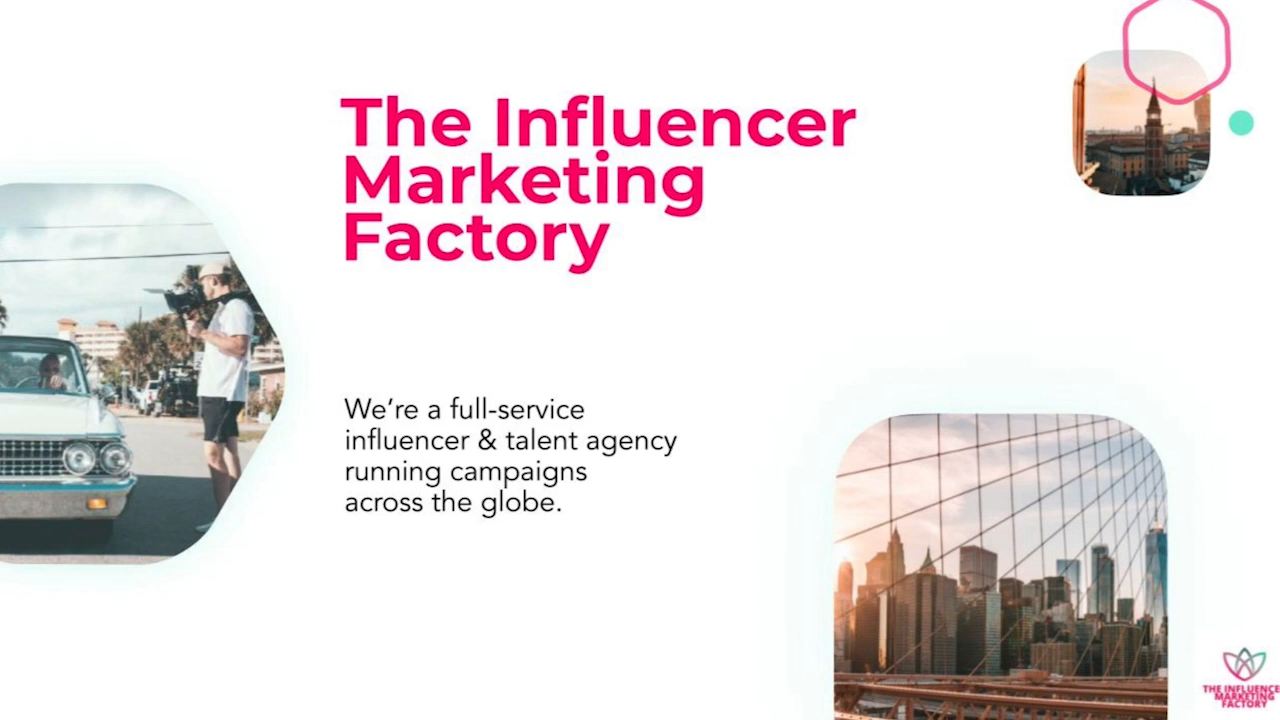 The Influencer
Marketing
Factory
We’re a full-service
influencer & talent agency
running campaigns
across the globe.
THE INFLUENCE
MARKETING
FACTORY